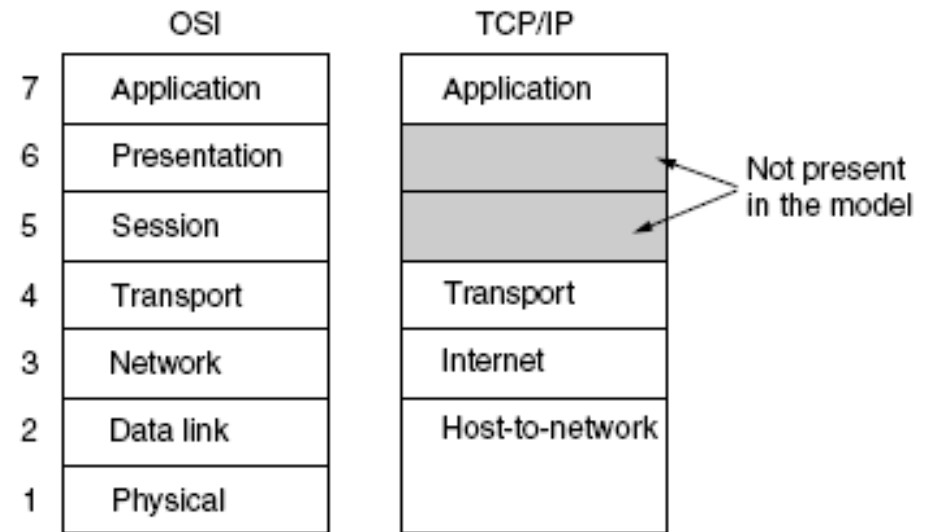 OSI TCP/IP
7 Application Application
6 Presentation
Not present
in the model
5 Session
4 Transport Transport
3 Network Internet
2 Data link Host-to-network
1 Physical